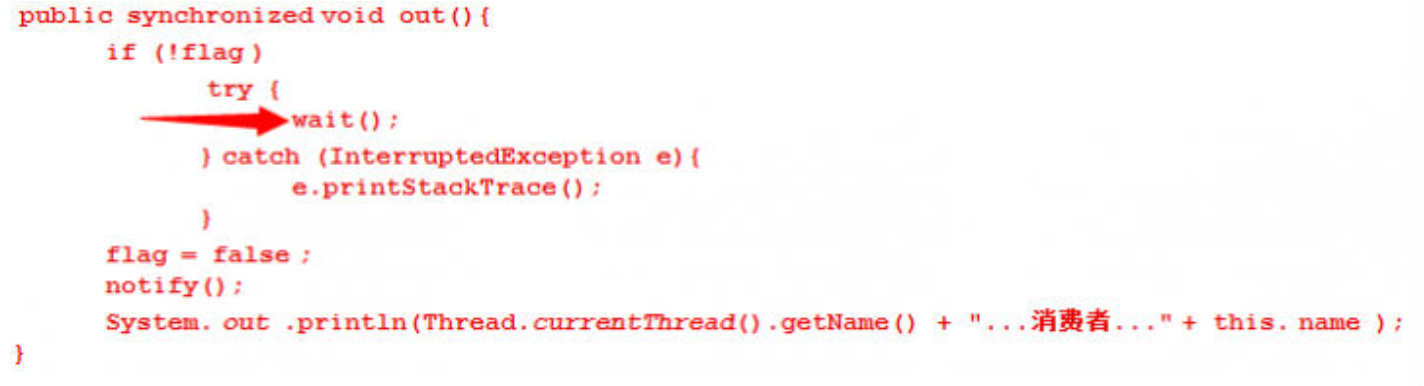 public synchronized void out(){
if (!flag)
try {
wait();
} catch (InterruptedException e){
e.printStackTrace();
}
flag = false;
notify();
System. out .println(Thread.currentThread().getName() + "...消费者..." + this. name );
}